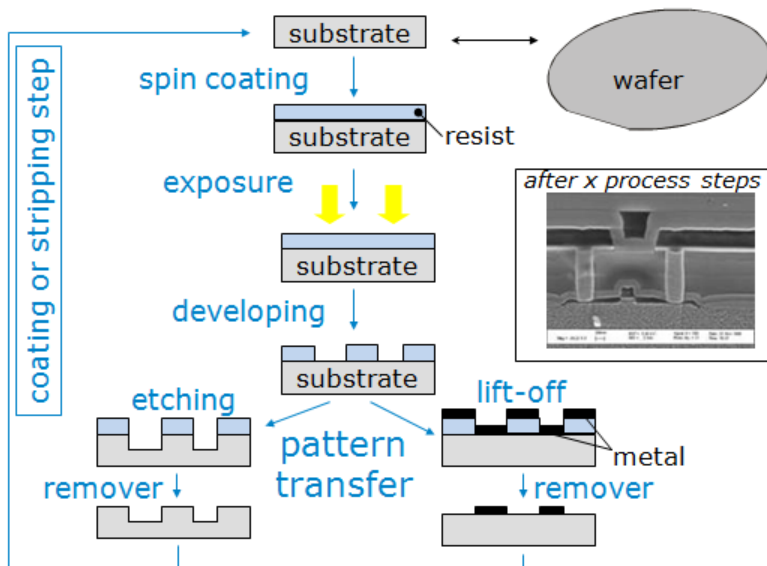 substrate
wafer
spin coating
substrate
resist
exposure
after x process steps
substrate
developing
substrate
etching
lift-off
pattern
transfer
metal
remover
remover
coating or stripping step